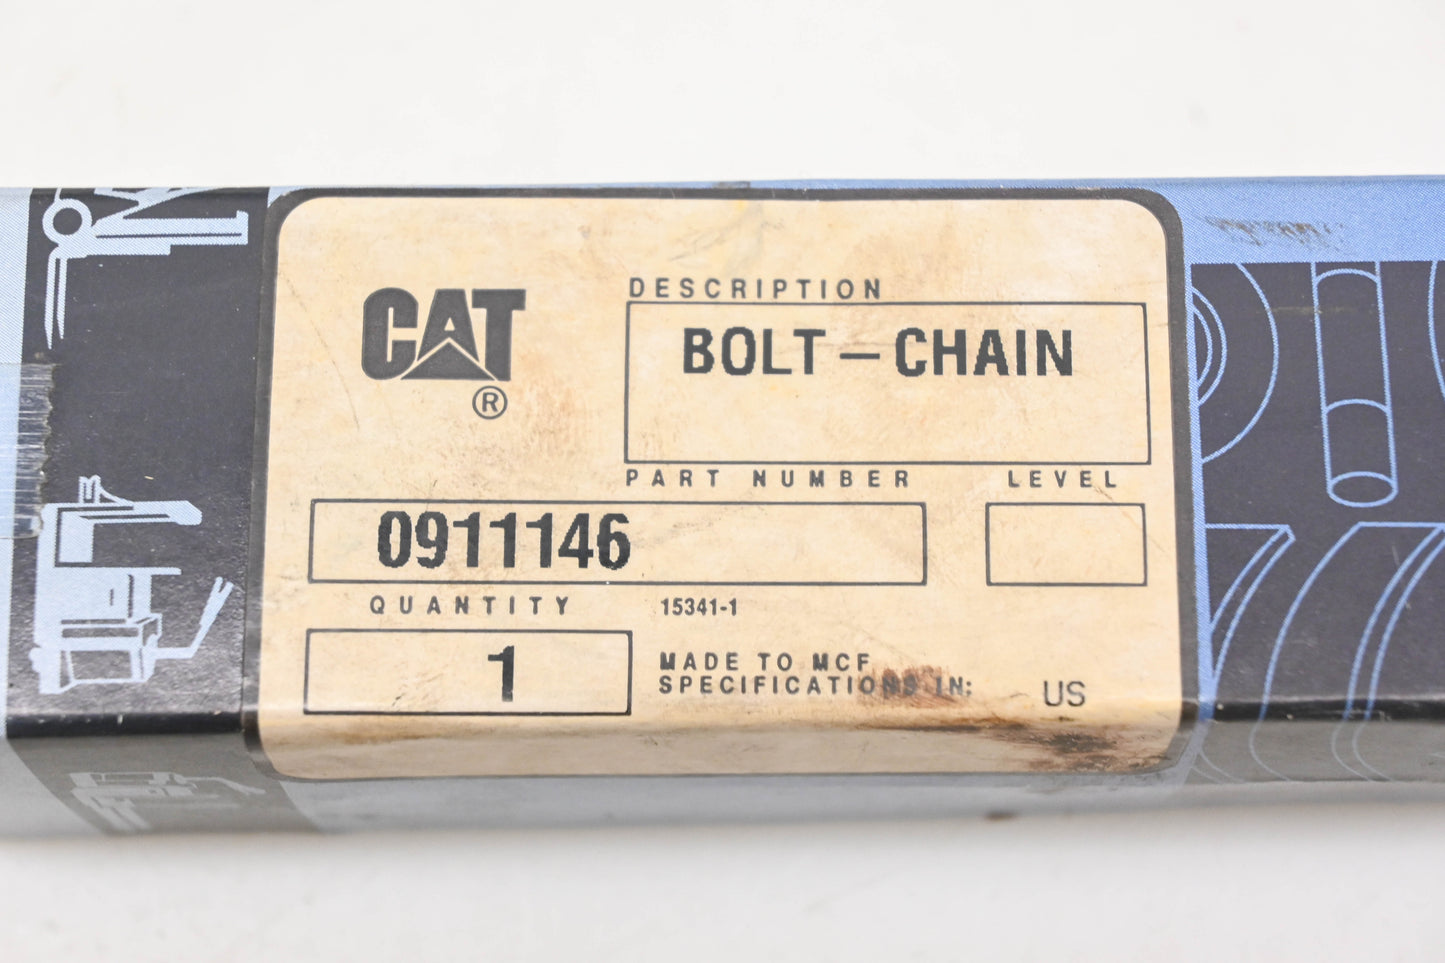 CAT
®
DESCRIPTION
BOLT-CHAIN
PART NUMBER
LEVEL
0911146
QUANTITY
15341-1
1
MADE TO MCF
SPECIFICATIONS IN:
US